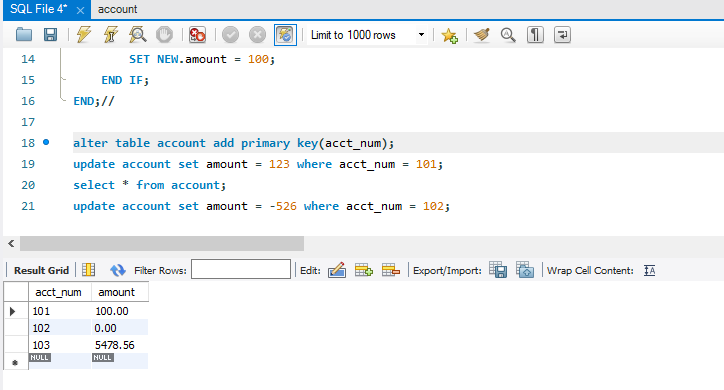 SQL File 4* × account
Limit to 1000 rows
14 SET NEW.amount = 100;
15 END IF;
16 END;//
17
18 alter table account add primary key(acct_num);
19 update account set amount = 123 where acct_num = 101;
20 select * from account;
21 update account set amount = -526 where acct_num = 102;
Result Grid Filter Rows: Edit: Export/Import: Wrap Cell Content: IA
acct_num amount
101 100.00
102 0.00
103 5478.56
NULL NULL